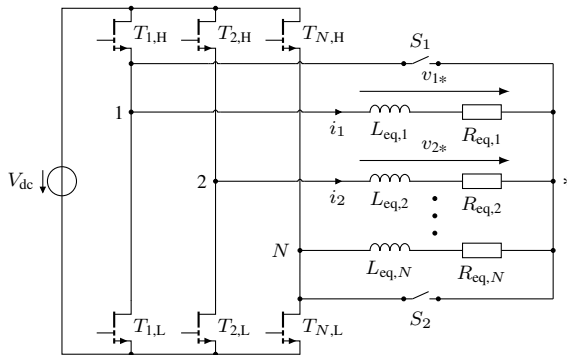 T1,H T2,H TN,H
S1
v1*
1
i1
Leq,1 Req,1
v2*
Vdc
2
i2
Leq,2 Req,2
*
N
Leq,N Req,N
T1,L T2,L TN,L
S2